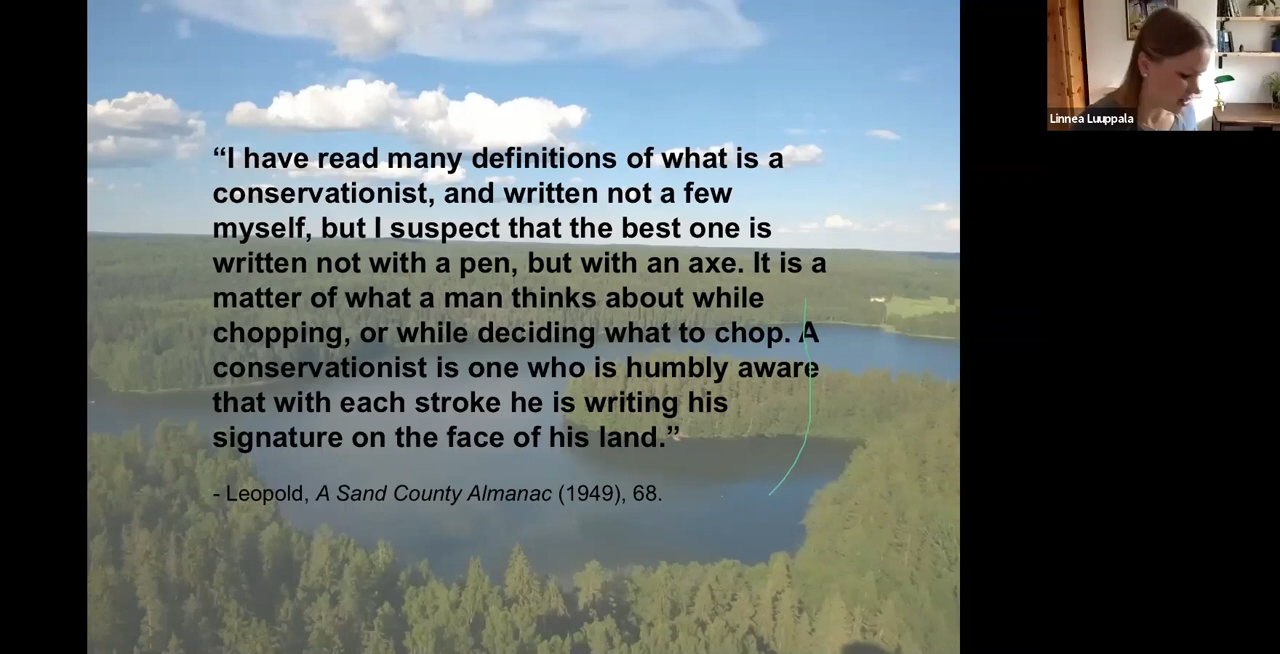 “I have read many definitions of what is a
conservationist, and written not a few
myself, but I suspect that the best one is
written not with a pen, but with an axe. It is a
matter of what a man thinks about while
chopping, or while deciding what to chop. A
conservationist is one who is humbly aware
that with each stroke he is writing his
signature on the face of his land.”
- Leopold, A Sand County Almanac (1949), 68.
Linnea Luuppala